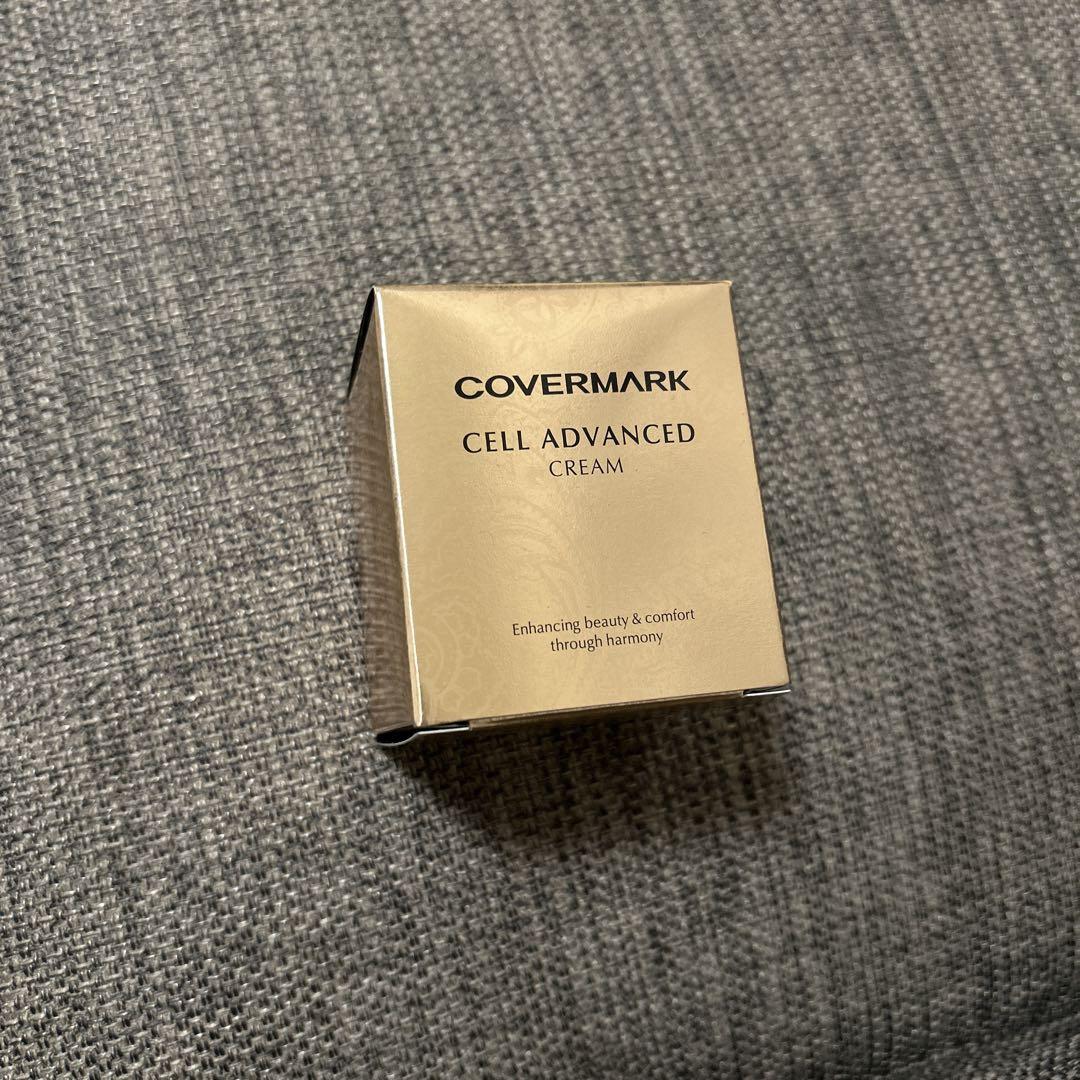 COVERMARK
CELL ADVANCED
CREAM
Enhancing beauty & comfort
through harmony